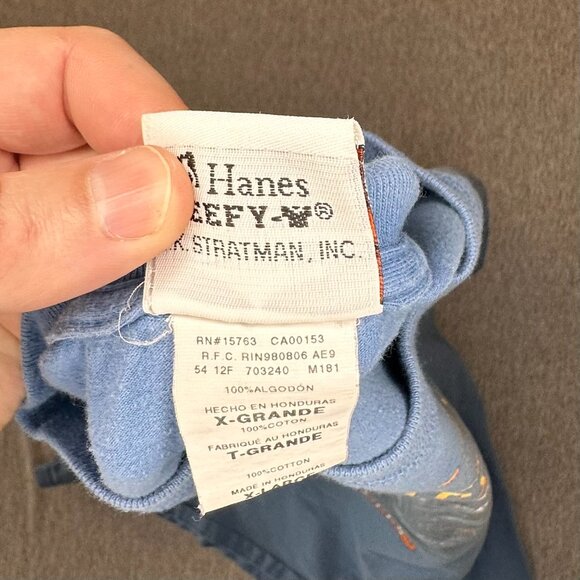 Hanes
EEFY-T®
K. STRATMAN, INC.
RN#15763 CA00153
R.F.C. RIN980806 AE9
54 12F 703240 M181
100%ALGODÓN
HECHO EN HONDURAS
X-GRANDE
100%COTON
FABRIQUÉ AU HONDURAS
T-GRANDE
100%COTTON
MADE IN HONDURAS
X-LARGE